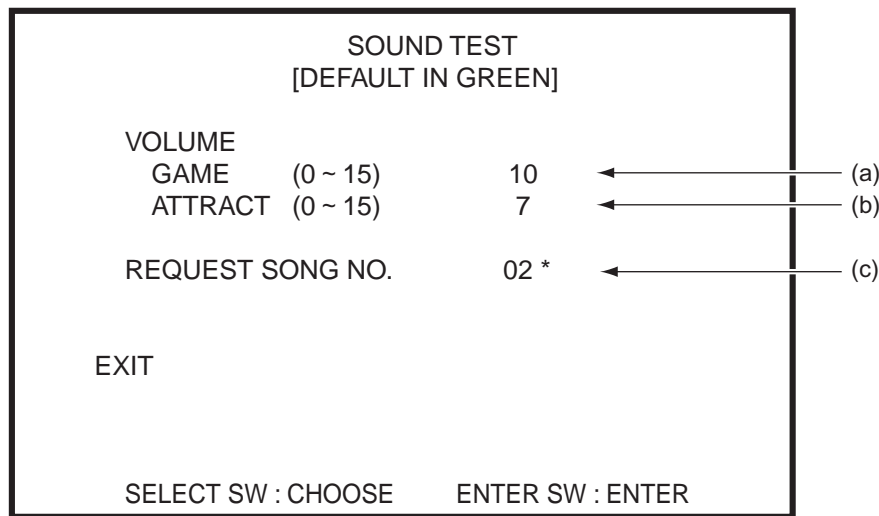 SOUND TEST
[DEFAULT IN GREEN]
VOLUME
GAME (0 ~ 15) 10 (a)
ATTRACT (0 ~ 15) 7 (b)
REQUEST SONG NO. 02 * (c)
EXIT
SELECT SW : CHOOSE ENTER SW : ENTER